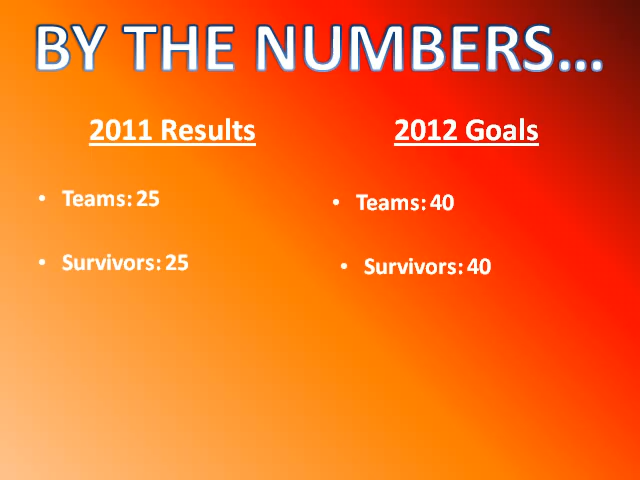 BY THE NUMBERS...
2011 Results
• Teams: 25
• Survivors: 25
2012 Goals
• Teams: 40
• Survivors: 40